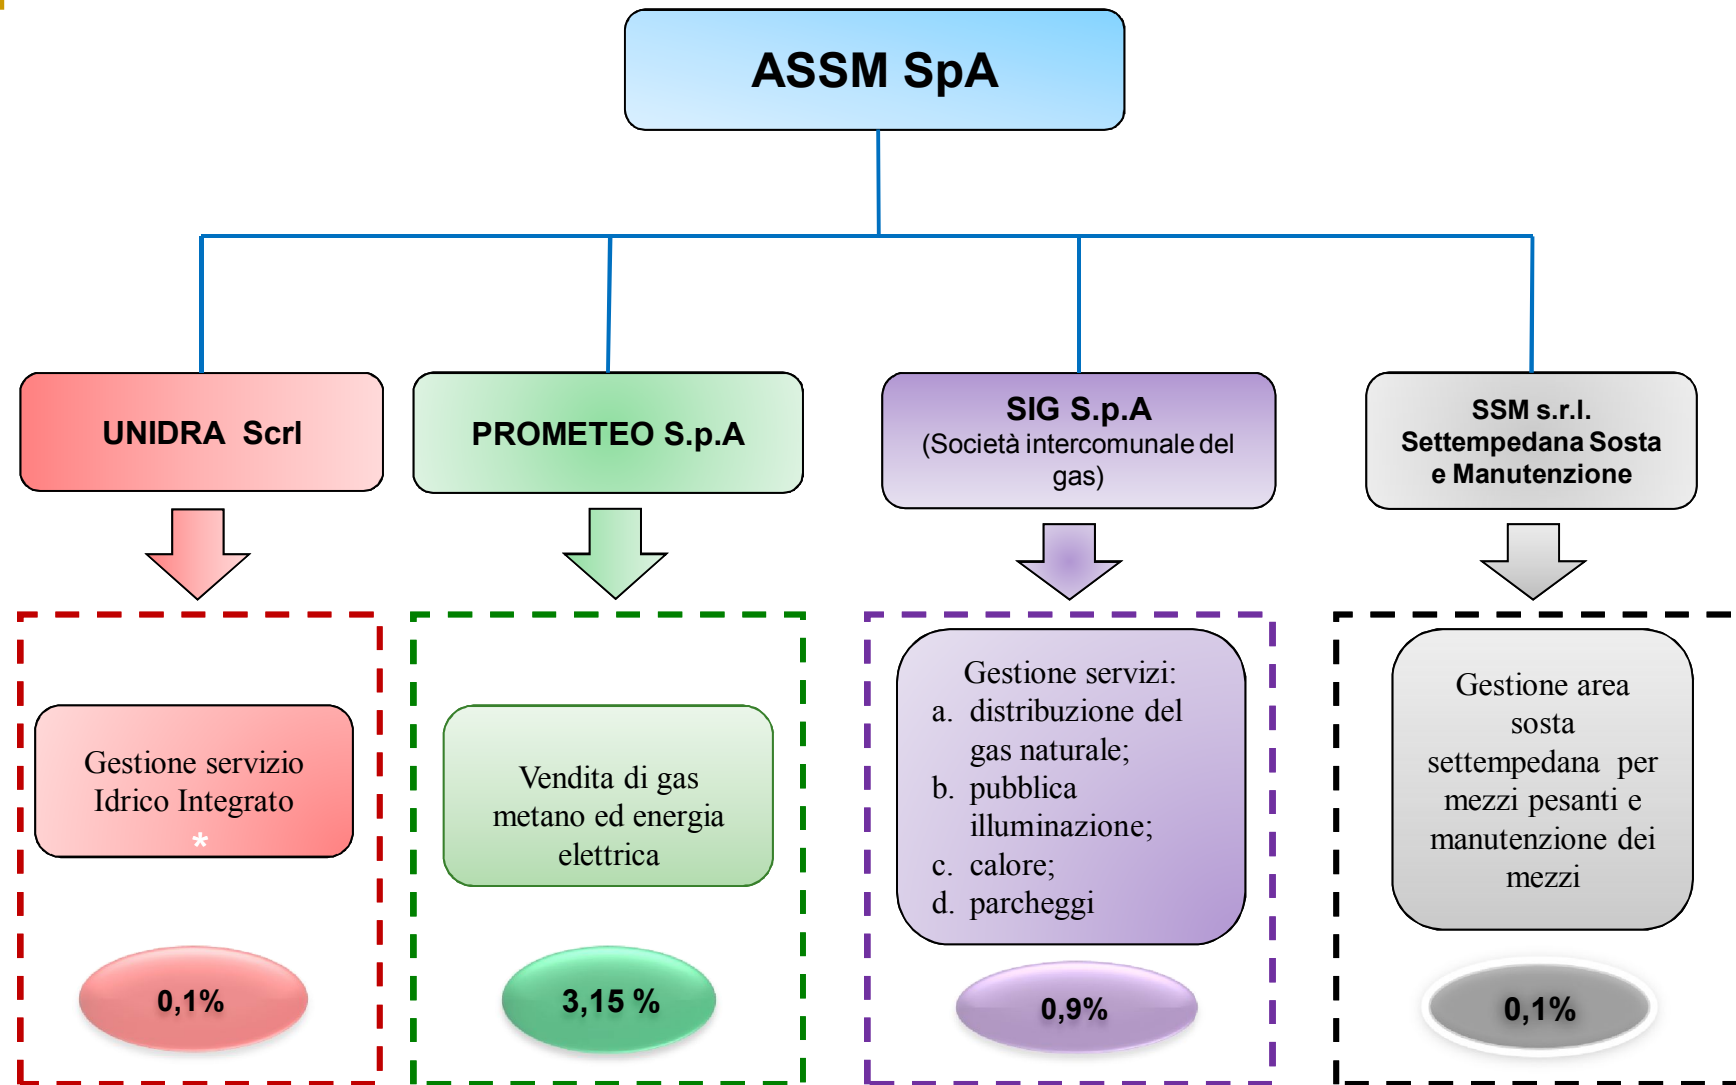 ASSM SpA
UNIDRA Scrl
PROMETEO S.p.A
SIG S.p.A
(Società intercomunale del
gas)
SSM s.r.l.
Settempedana Sosta
e Manutenzione
Gestione servizio
Idrico Integrato
*
Vendita di gas
metano ed energia
elettrica
Gestione servizi:
a. distribuzione del
gas naturale;
b. pubblica
illuminazione;
c. calore;
d. parcheggi
Gestione area
sosta
settempedana per
mezzi pesanti e
manutenzione dei
mezzi
0,1%
3,15 %
0,9%
0,1%